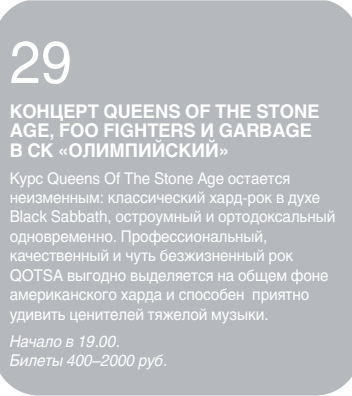 29
КОНЦЕРТ QUEENS OF THE STONE
AGE, FOO FIGHTERS И GARBAGE
В СК «ОЛИМПИЙСКИЙ»
Курс Queens Of The Stone Age остается
неизменным: классический хард-рок в духе
Black Sabbath, остроумный и ортодоксальный
одновременно. Профессиональный,
качественный и чуть безжизненный рок
QOTSA выгодно выделяется на общем фоне
американского харда и способен приятно
удивить ценителей тяжелой музыки.
Начало в 19.00.
Билеты 400–2000 руб.